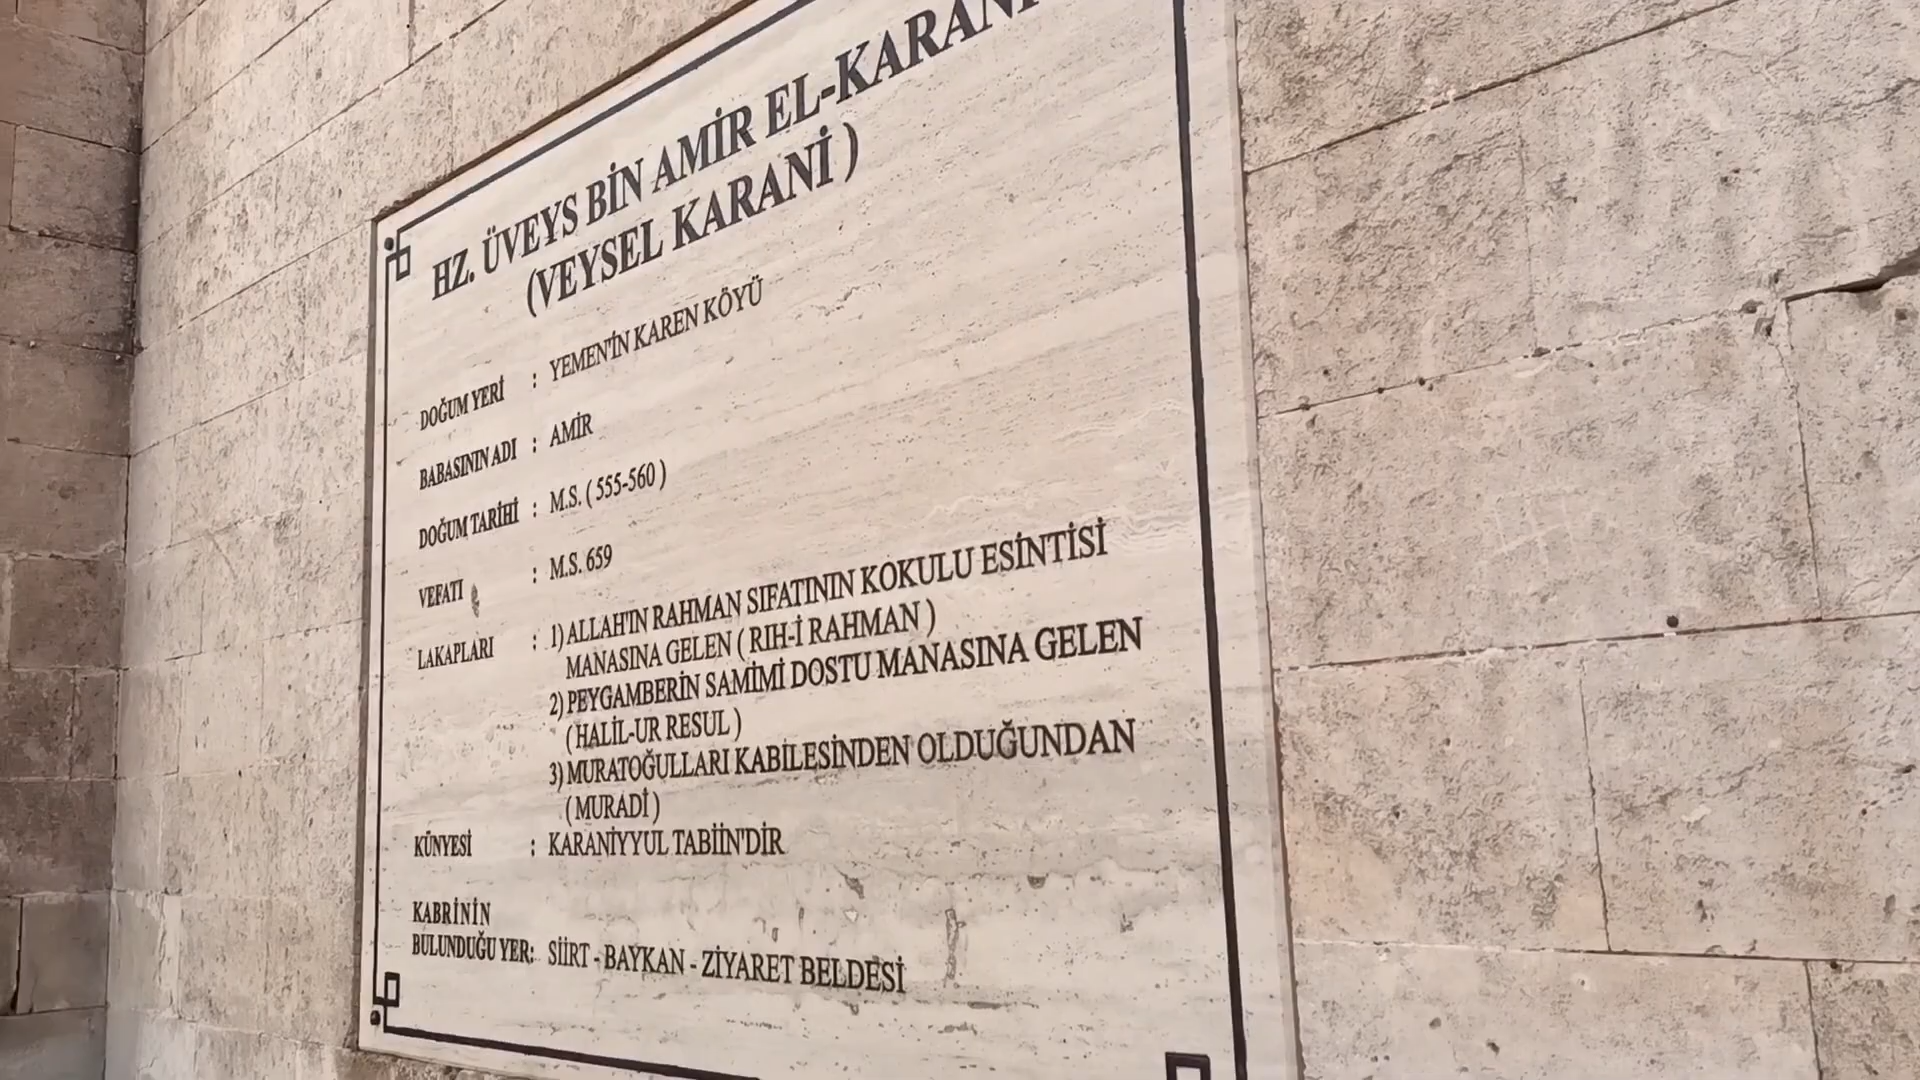 HZ. ÜVEYS BİN AMİR EL-KARANİ
(VEYSEL KARANİ )
DOĞUM YERİ : YEMEN'İN KAREN KÖYÜ
BABASININ ADI : AMİR
DOĞUM TARİHİ : M.S. ( 555-560 )
VEFATI : M.S. 659
LAKAPLARI : 1) ALLAH'IN RAHMAN SIFATININ KOKULU ESİNTİSİ
MANASINA GELEN ( RIH-İ RAHMAN )
2) PEYGAMBERİN SAMİMİ DOSTU MANASINA GELEN
( HALİL-UR RESUL )
3) MURATOĞULLARI KABİLESİNDEN OLDUĞUNDAN
( MURADİ )
KÜNYESİ : KARANİYYUL TABİİN'DİR
KABRİNİN
BULUNDUĞU YER: SİİRT - BAYKAN - ZİYARET BELDESİ